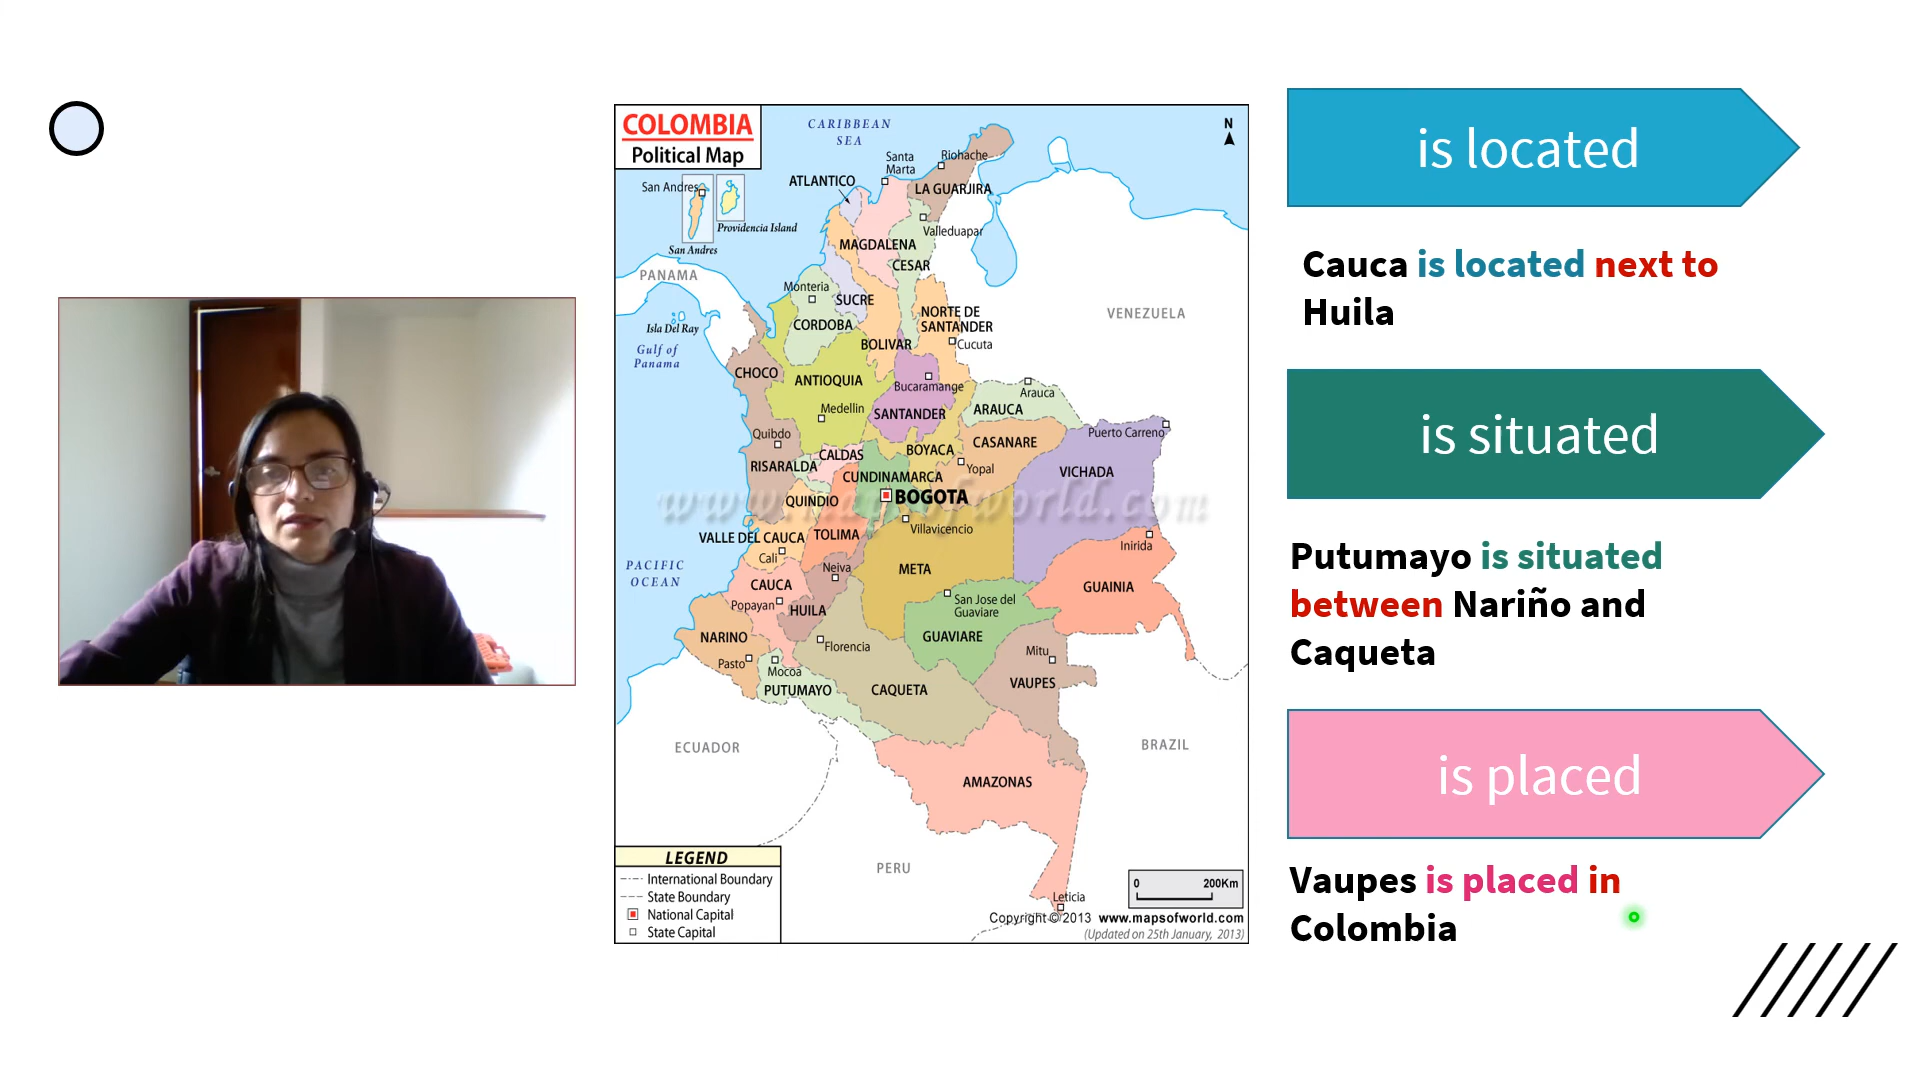 COLOMBIA
Political Map
CARIBBEAN
SEA
N
Santa
Marta
Riohache
ATLANTICO
LA GUARJIRA
San Andres
Providencia Island
San Andres
Valleduapar
MAGDALENA
CESAR
PANAMA
Monteria
SUCRE
VENEZUELA
NORTE DE
SANTANDER
Isla Del Ray
CORDOBA
BOLIVAR
Cucuta
Gulf of
Panama
CHOCO
ANTIOQUIA
Bucaramange
Arauca
Medellin
SANTANDER
ARAUCA
Quibdo
Puerto Carreno
CASANARE
BOYACA
CALDAS
RISARALDA
Yopal
VICHADA
CUNDINAMARCA
BOGOTA
www.mapsofworld.com
QUINDIO
Villavicencio
TOLIMA
VALLE DEL CAUCA
Cali
Inirida
PACIFIC
OCEAN
Neiva
META
CAUCA
GUAINIA
Popayan
HUILA
San Jose del
Guaviare
NARINO
GUAVIARE
Florencia
Mitu
Pasto
Mocoa
PUTUMAYO
CAQUETA
VAUPES
ECUADOR
BRAZIL
AMAZONAS
PERU
LEGEND
International Boundary
State Boundary
National Capital
State Capital
0 200Km
Leticia
Copyright © 2013 www.mapsofworld.com
(Updated on 25th January, 2013)
is located
Cauca is located next to
Huila
is situated
Putumayo is situated
between Nariño and
Caqueta
is placed
Vaupes is placed in
Colombia